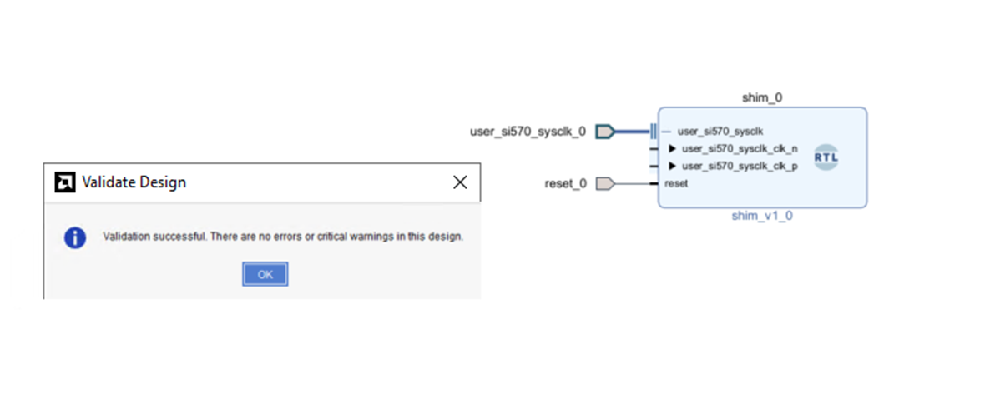 shim_0
user_si570_sysclk_0
user_si570_sysclk
user_si570_sysclk_clk_n
user_si570_sysclk_clk_p
RTL
reset_0
reset
shim_v1_0
Validate Design
Validation successful. There are no errors or critical warnings in this design.
OK